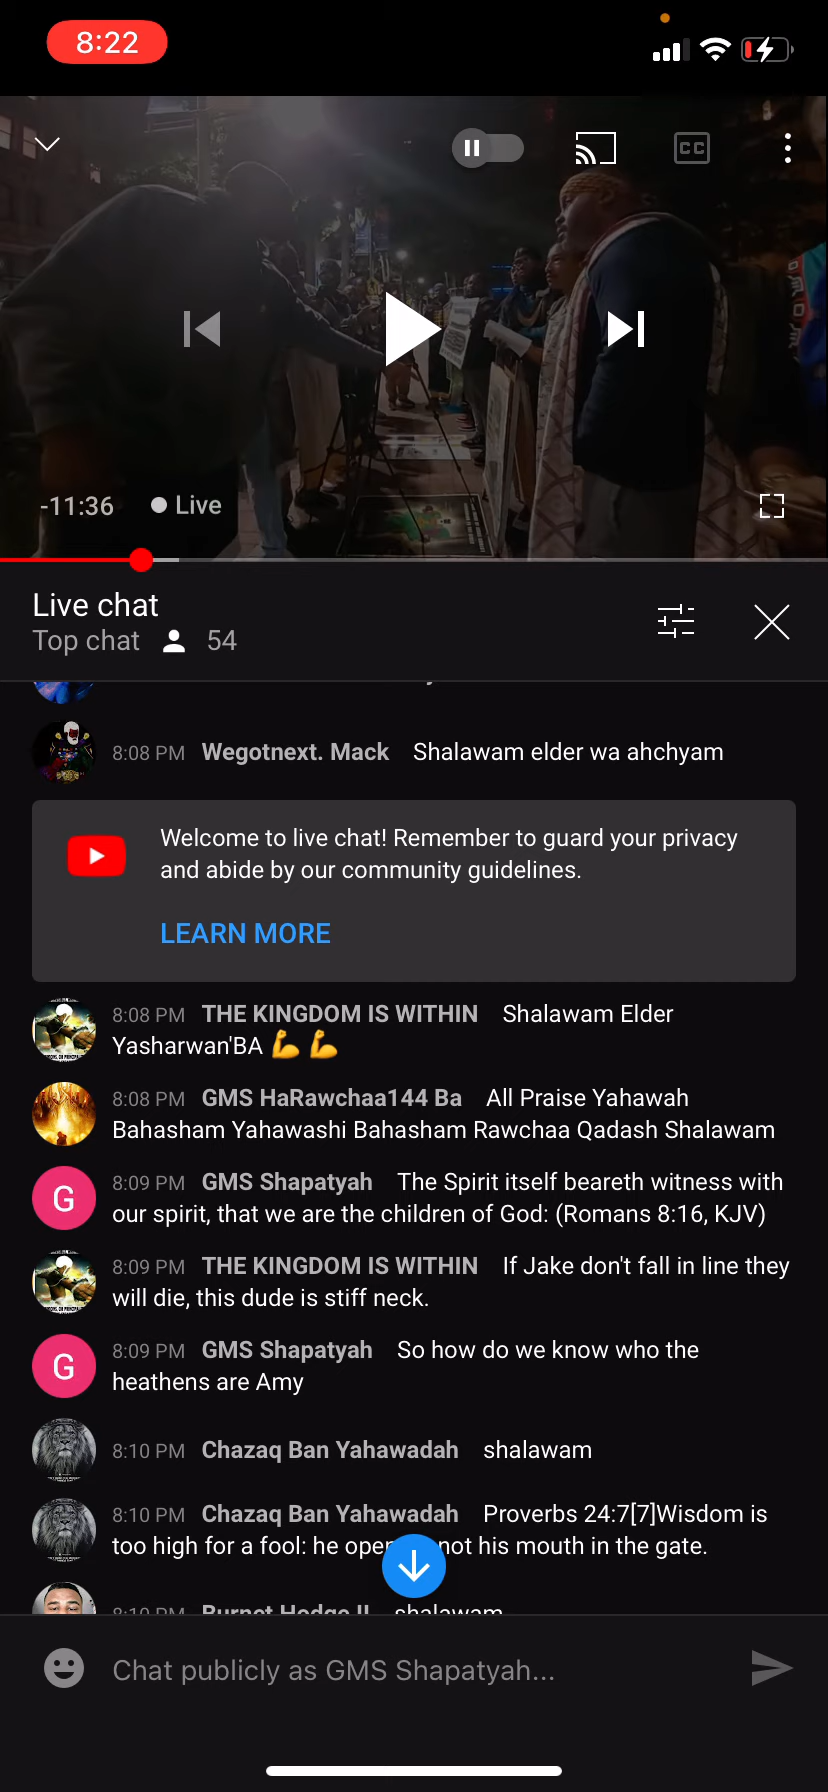 8:22
CC
-11:36 Live
Live chat
Top chat 54
8:08 PM Wegotnext. Mack Shalawam elder wa ahchyam
Welcome to live chat! Remember to guard your privacy
and abide by our community guidelines.
LEARN MORE
8:08 PM THE KINGDOM IS WITHIN Shalawam Elder
Yasharwan'BA 💪 💪
8:08 PM GMS HaRawchaa144 Ba All Praise Yahawah
Bahasham Yahawashi Bahasham Rawchaa Qadash Shalawam
G
8:09 PM GMS Shapatyah The Spirit itself beareth witness with
our spirit, that we are the children of God: (Romans 8:16, KJV)
8:09 PM THE KINGDOM IS WITHIN If Jake don't fall in line they
will die, this dude is stiff neck.
G
8:09 PM GMS Shapatyah So how do we know who the
heathens are Amy
8:10 PM Chazaq Ban Yahawadah shalawam
8:10 PM Chazaq Ban Yahawadah Proverbs 24:7[7]Wisdom is
too high for a fool: he not his mouth in the gate.
8:10 PM shalawam
Chat publicly as GMS Shapatyah...